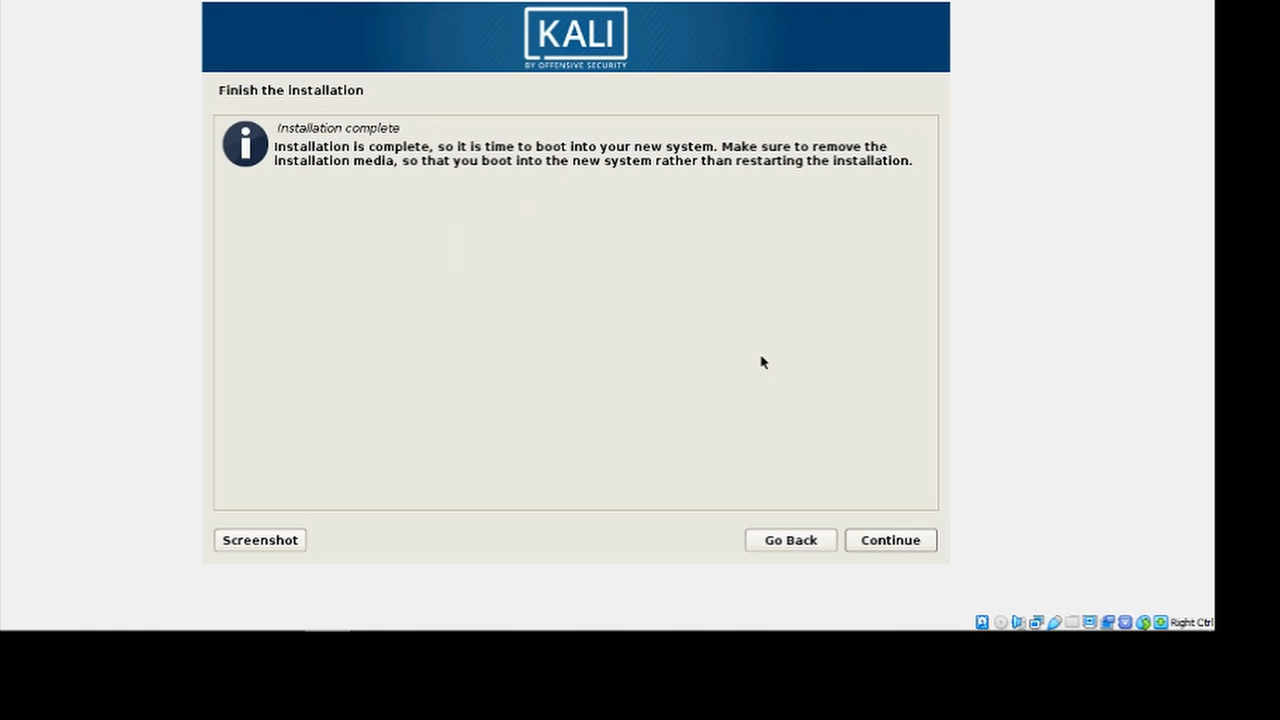 KALI
BY OFFENSIVE SECURITY
Finish the installation
Installation complete
Installation is complete, so it is time to boot into your new system. Make sure to remove the
installation media, so that you boot into the new system rather than restarting the installation.
Screenshot
Go Back
Continue
Right Ctrl